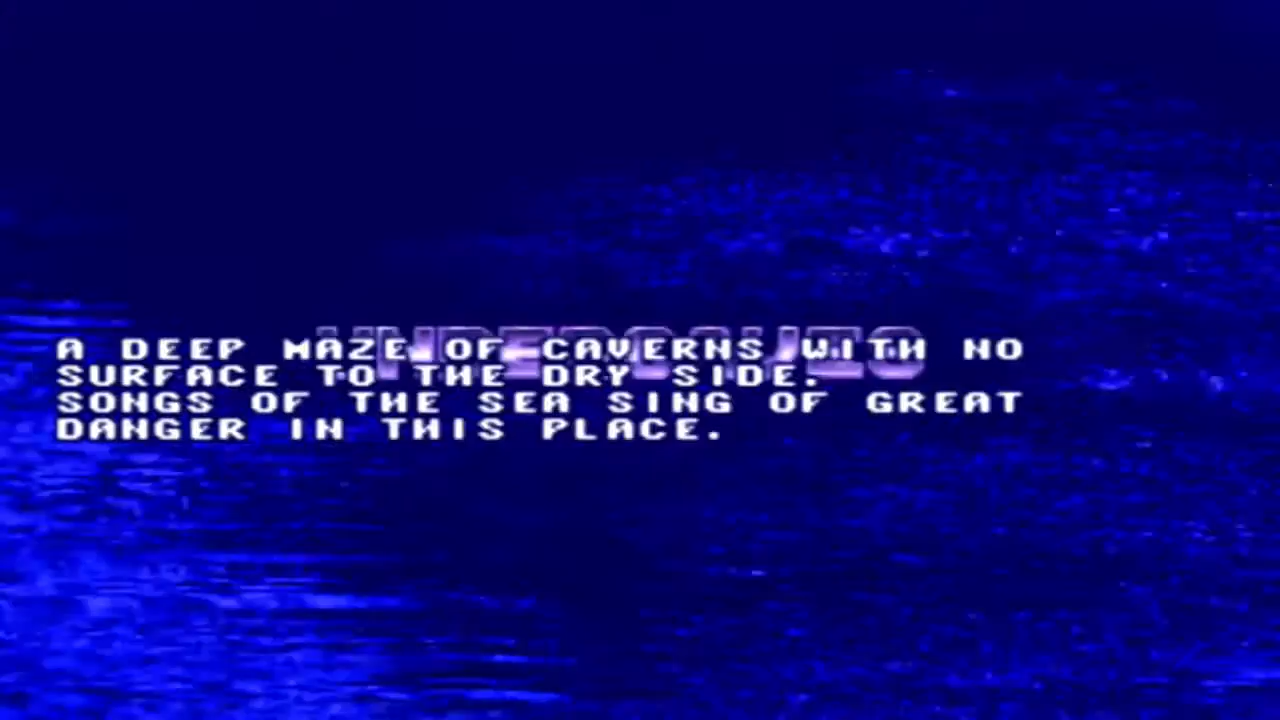 A DEEP MAZE OF CAVERNS WITH NO
SURFACE TO THE DRY SIDE.
SONGS OF THE SEA SING OF GREAT
DANGER IN THIS PLACE.